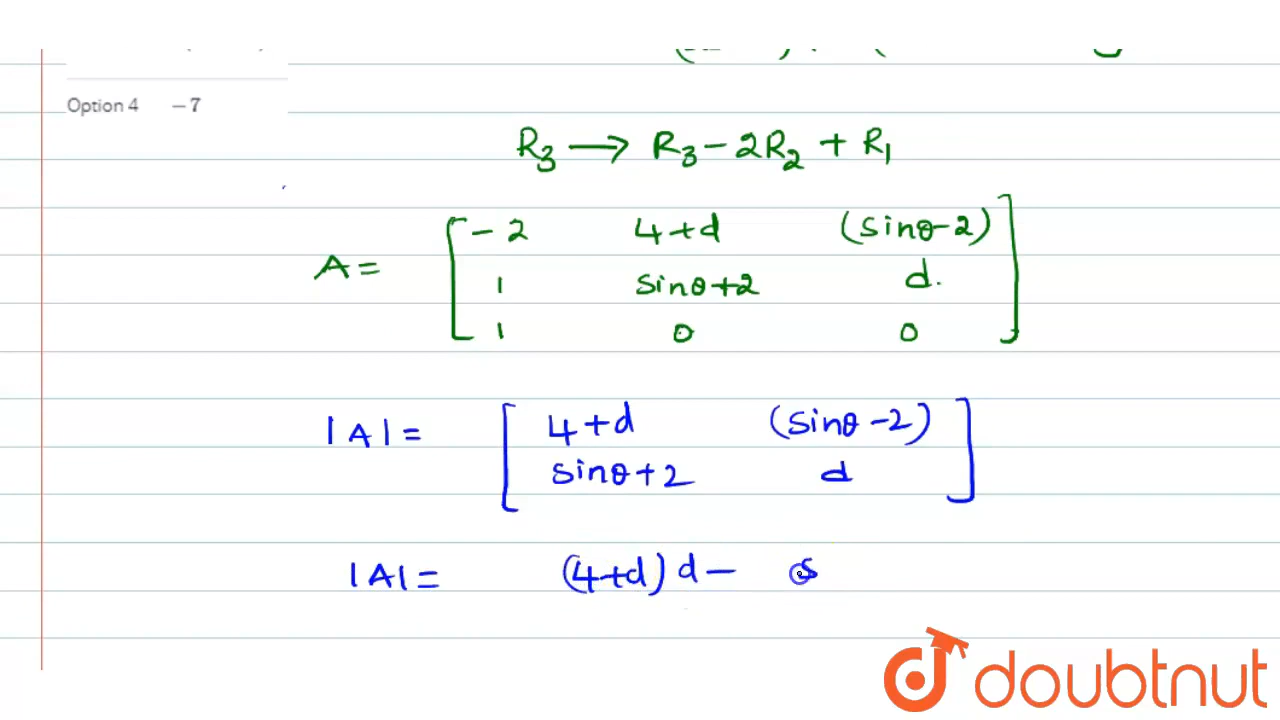 Option 4 −7
R₃ → R₃ − 2R₂ + R₁
A = [ −2 4+d (sinθ−2)
1 sinθ+2 d.
1 0 0 ]
|A| = [ 4+d (sinθ−2)
sinθ+2 d ]
|A| = (4+d) d − s
doubtnut